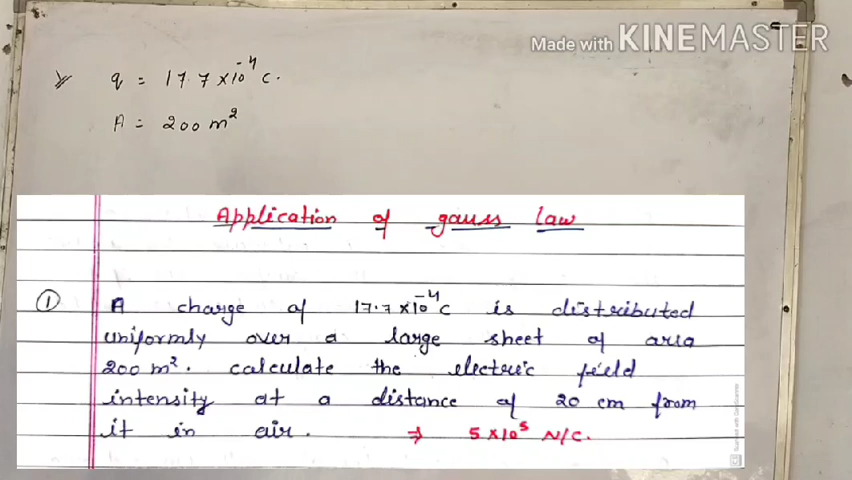 Made with KINEMASTER
q = 17.7 × 10⁻⁴ C.
A = 200 m²
Application of gauss law
① A charge of 17.7 × 10⁻⁴ C is distributed
uniformly over a large sheet of area
200 m². calculate the electric field
intensity at a distance of 20 cm from
it in air. ⇒ 5 × 10⁵ N/C.